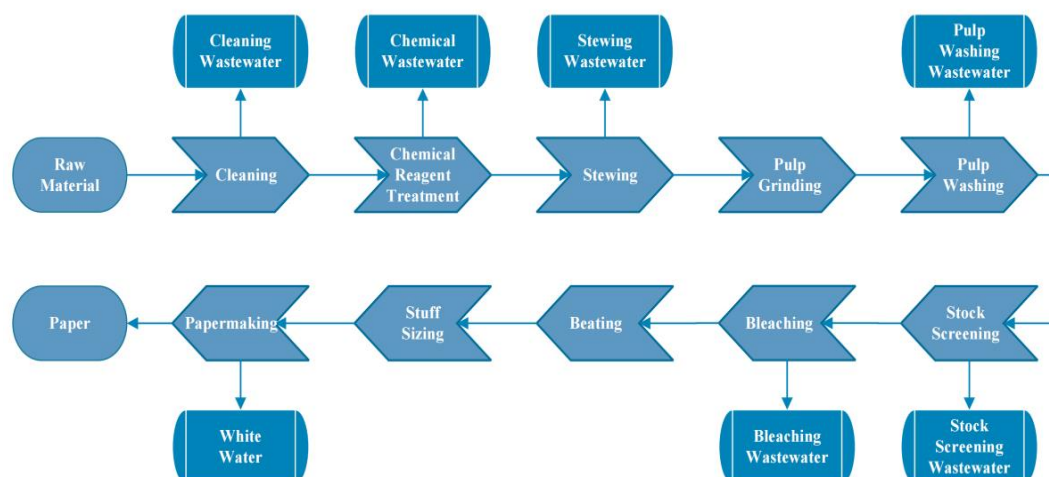 Cleaning
Wastewater
Chemical
Wastewater
Stewing
Wastewater
Pulp
Washing
Wastewater
Raw
Material
Cleaning
Chemical
Reagent
Treatment
Stewing
Pulp
Grinding
Pulp
Washing
Paper
Papermaking
Stuff
Sizing
Beating
Bleaching
Stock
Screening
White
Water
Bleaching
Wastewater
Stock
Screening
Wastewater